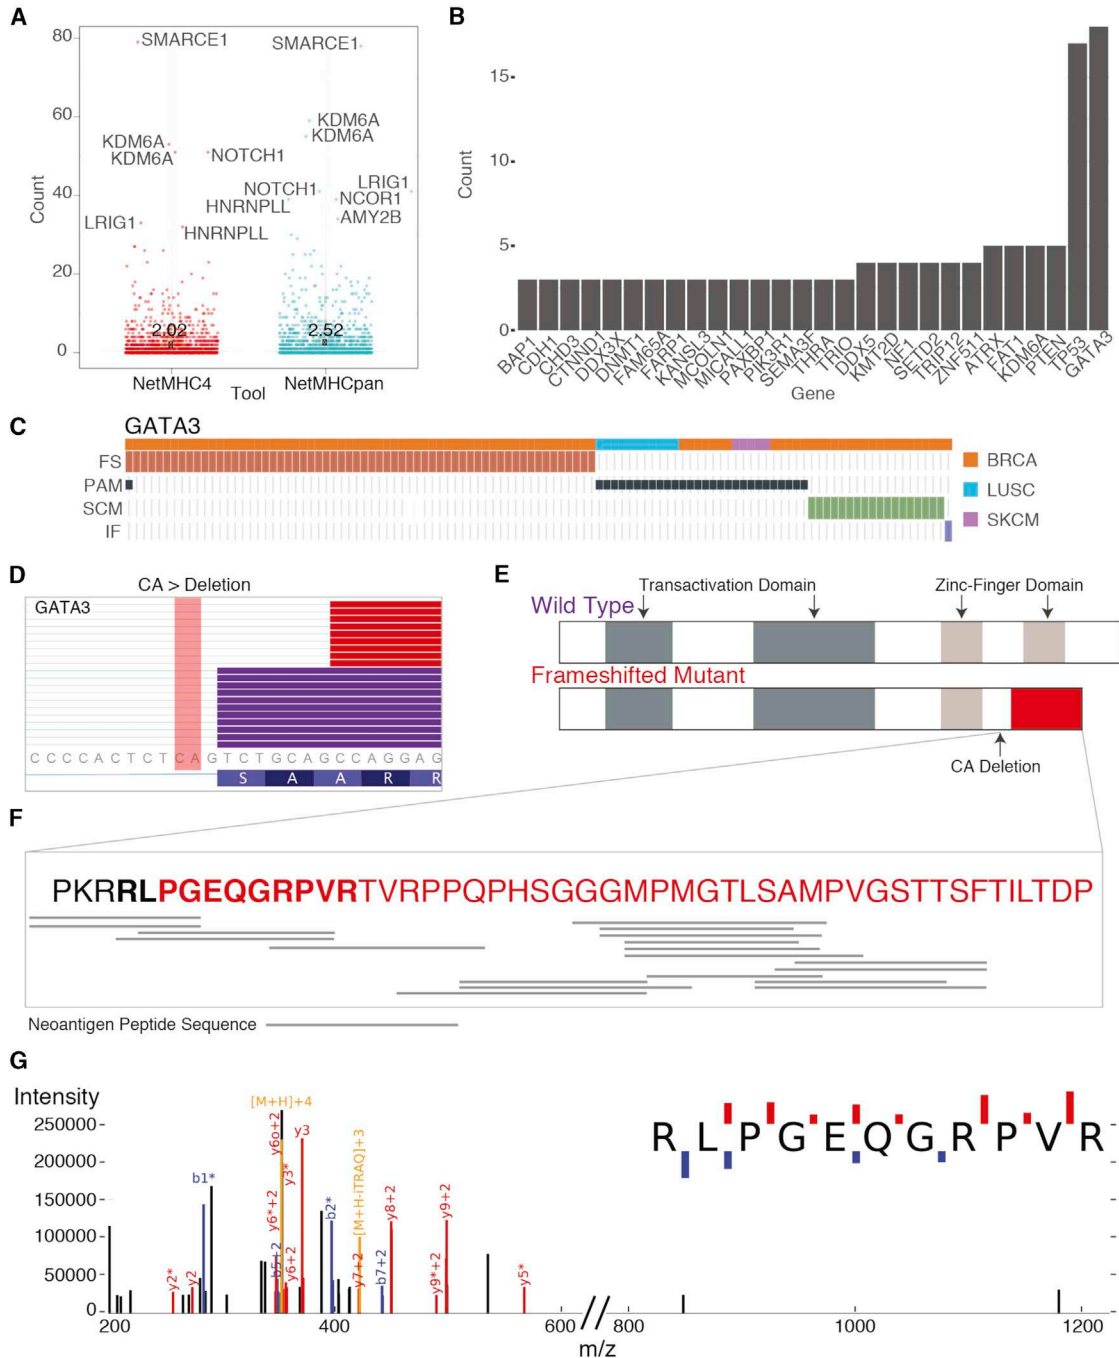 A
80
60
40
20
0
Count
SMARCE1
SMARCE1
KDM6A
KDM6A
KDM6A
KDM6A
NOTCH1
NOTCH1
LRIG1
HNRNPLL
NCOR1
LRIG1
HNRNPLL
AMY2B
2.02
2.52
NetMHC4
NetMHCpan
Tool
B
15
10
5
0
Count
BAP1
CDH1
CHD3
CTNND1
DDX3X
DNMT1
FAM65A
FARP1
KANSL3
MCOLN1
MICALL1
PAXBP1
PIK3R1
SEMA3F
THRA
TRIO
DDX5
KMT2D
NF1
SETD2
TRIP12
ZNF511
ATRX
FAT1
KDM6A
PTEN
TP53
GATA3
Gene
C
GATA3
FS
PAM
SCM
IF
BRCA
LUSC
SKCM
D
CA > Deletion
GATA3
C C C C A C T C T C A G T C T G C A G C C A G G A G
S A A R R
E
Transactivation Domain
Zinc-Finger Domain
Wild Type
Frameshifted Mutant
CA Deletion
F
PKRRLPGEQGRPVRTVRPPQPHSGGGMPMGTLSAMPVGSTTSFTILTDP
Neoantigen Peptide Sequence
G
Intensity
250000
200000
150000
100000
50000
0
y2*
y2
b1*
[M+H]+4
y6o+2
y6*+2
b5+2
y6+2
y3*
y3
b2*
[M+H-iTRAQ]+3
y7+2
b7+2
y8+2
y9*+2
y9+2
y5*
R L P G E Q G R P V R
200
400
600
800
1000
1200
m/z